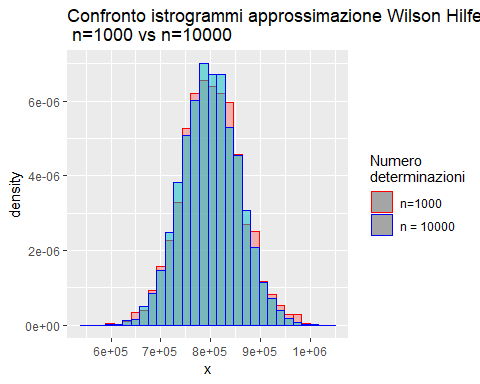 Confronto istrogrammi approssimazione Wilson Hilfe
n=1000 vs n=10000
6e-06
4e-06
2e-06
0e+00
density
6e+05 7e+05 8e+05 9e+05 1e+06
x
Numero
determinazioni
n=1000
n = 10000